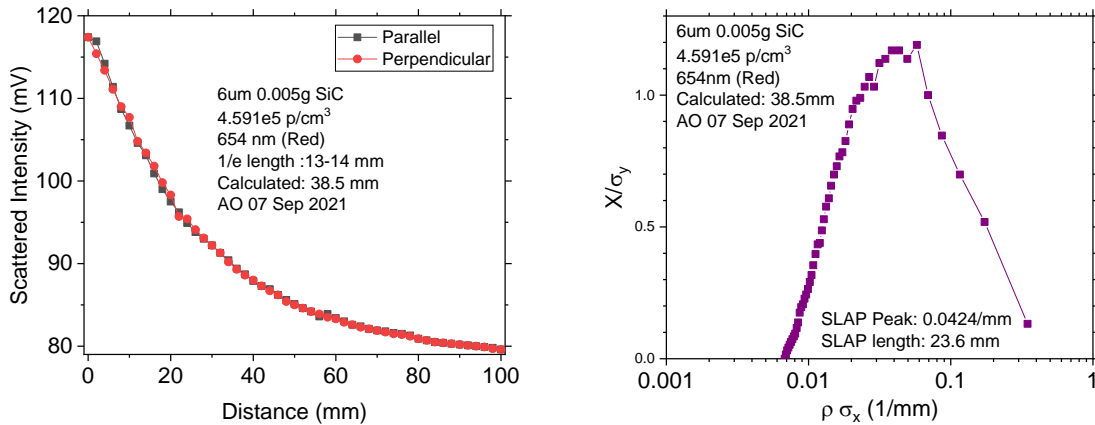 Parallel
Perpendicular
6um 0.005g SiC
4.591e5 p/cm³
654 nm (Red)
1/e length :13-14 mm
Calculated: 38.5 mm
AO 07 Sep 2021
120
110
100
90
80
Scattered Intensity (mV)
0 20 40 60 80 100
Distance (mm)
6um 0.005g SiC
4.591e5 p/cm³
654nm (Red)
Calculated: 38.5mm
AO 07 Sep 2021
1.0
0.5
0.0
X/σy
SLAP Peak: 0.0424/mm
SLAP length: 23.6 mm
0.001 0.01 0.1 1
ρ σx (1/mm)